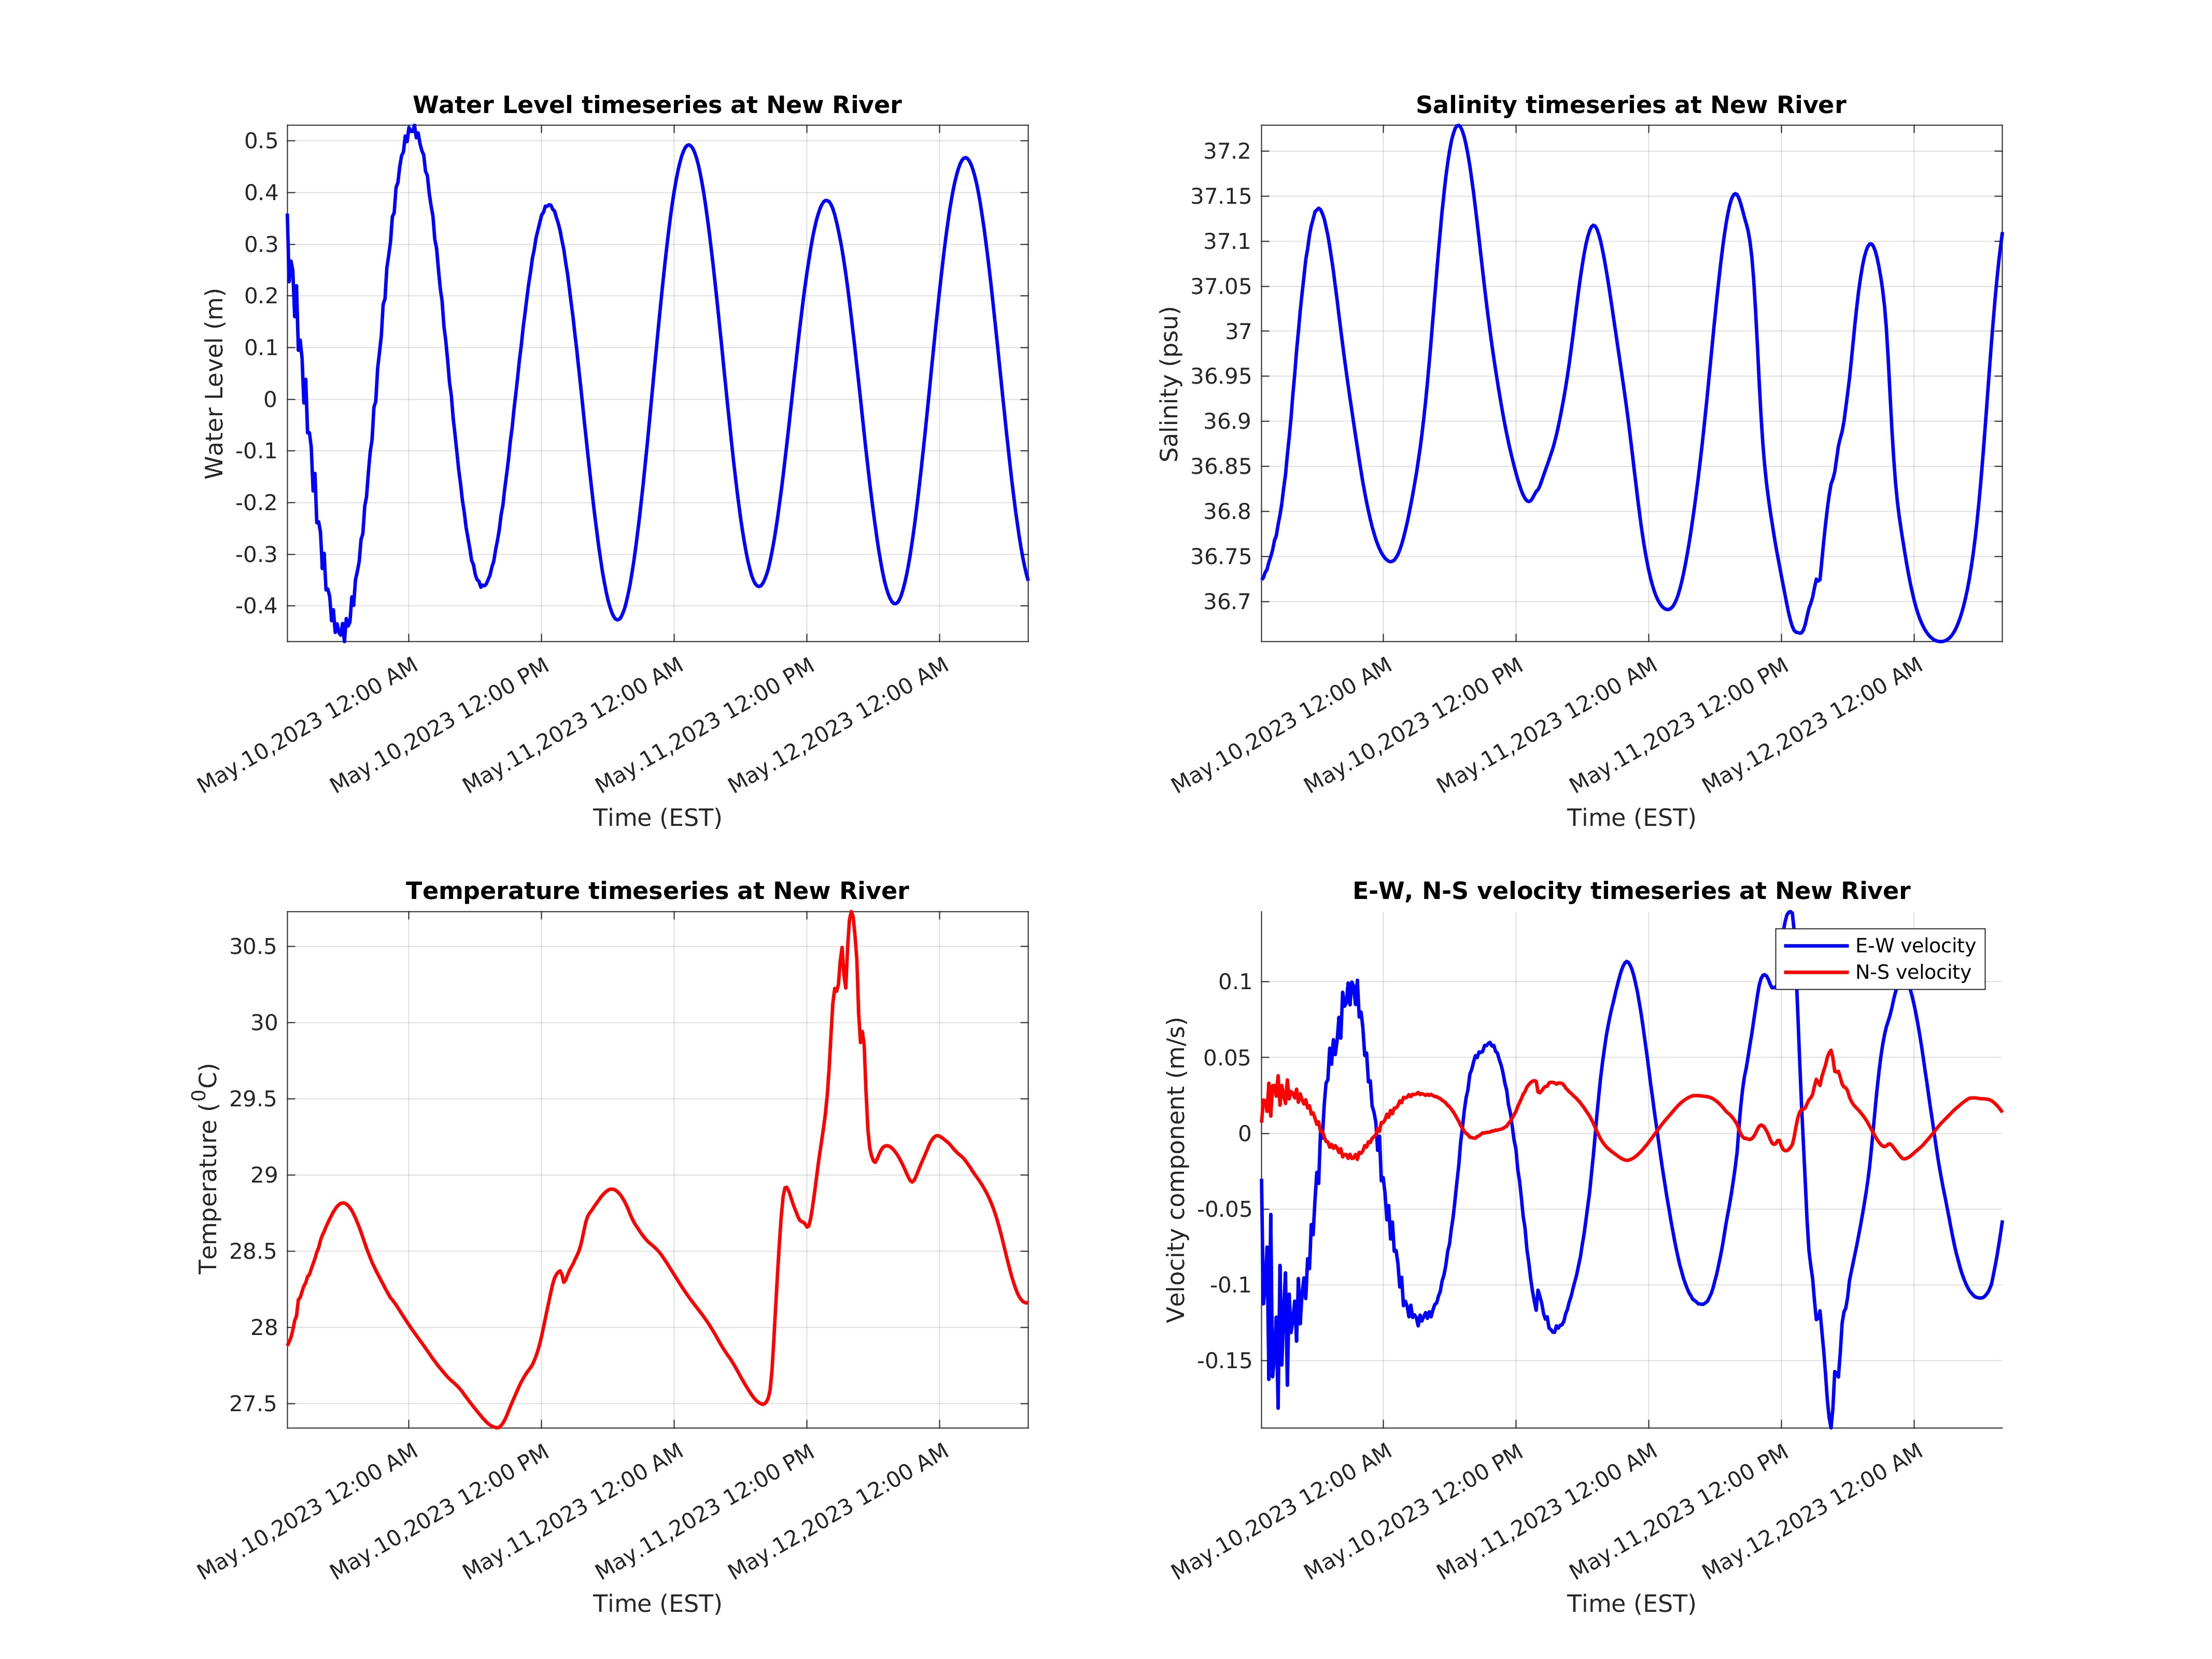 Water Level timeseries at New River
0.5
0.4
0.3
0.2
0.1
0
-0.1
-0.2
-0.3
-0.4
Water Level (m)
May.10,2023 12:00 AM
May.10,2023 12:00 PM
May.11,2023 12:00 AM
May.11,2023 12:00 PM
May.12,2023 12:00 AM
Time (EST)
Salinity timeseries at New River
37.2
37.15
37.1
37.05
37
36.95
36.9
36.85
36.8
36.75
36.7
Salinity (psu)
May.10,2023 12:00 AM
May.10,2023 12:00 PM
May.11,2023 12:00 AM
May.11,2023 12:00 PM
May.12,2023 12:00 AM
Time (EST)
Temperature timeseries at New River
30.5
30
29.5
29
28.5
28
27.5
Temperature (⁰C)
May.10,2023 12:00 AM
May.10,2023 12:00 PM
May.11,2023 12:00 AM
May.11,2023 12:00 PM
May.12,2023 12:00 AM
Time (EST)
E-W, N-S velocity timeseries at New River
E-W velocity
N-S velocity
0.1
0.05
0
-0.05
-0.1
-0.15
Velocity component (m/s)
May.10,2023 12:00 AM
May.10,2023 12:00 PM
May.11,2023 12:00 AM
May.11,2023 12:00 PM
May.12,2023 12:00 AM
Time (EST)